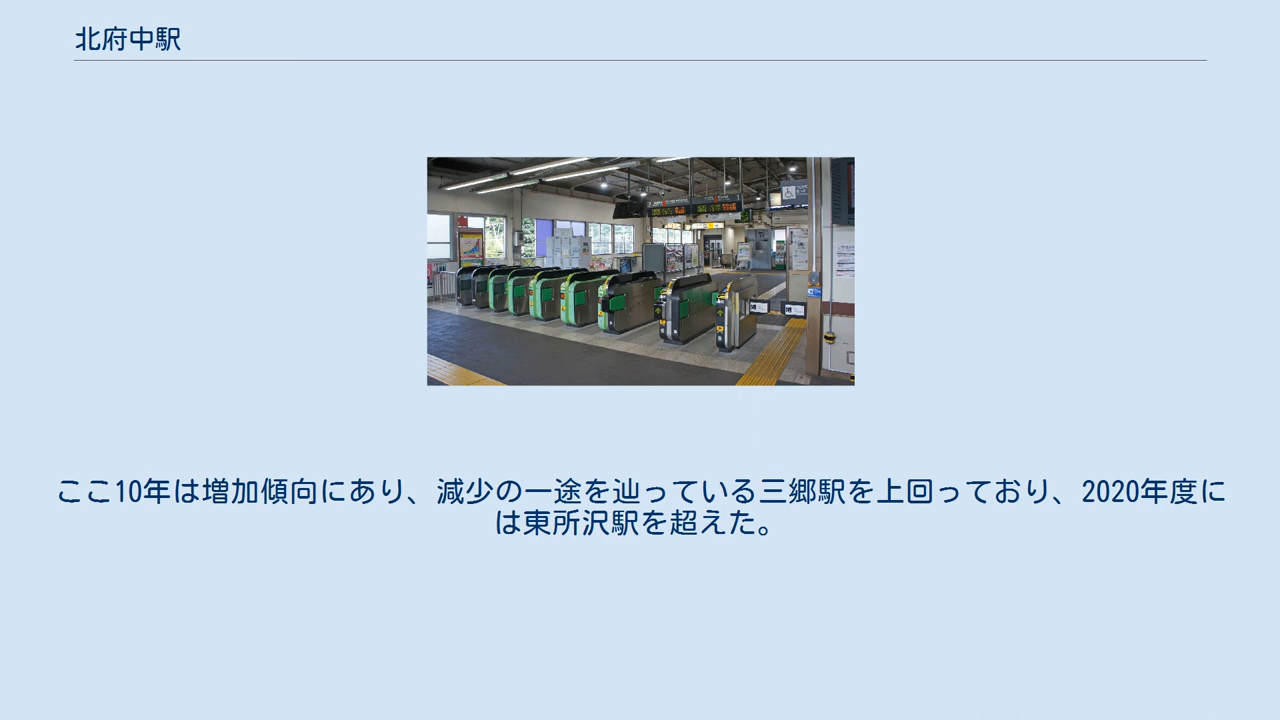 北府中駅
ここ10年は増加傾向にあり、減少の一途を辿っている三郷駅を上回っており、2020年度に
は東所沢駅を超えた。